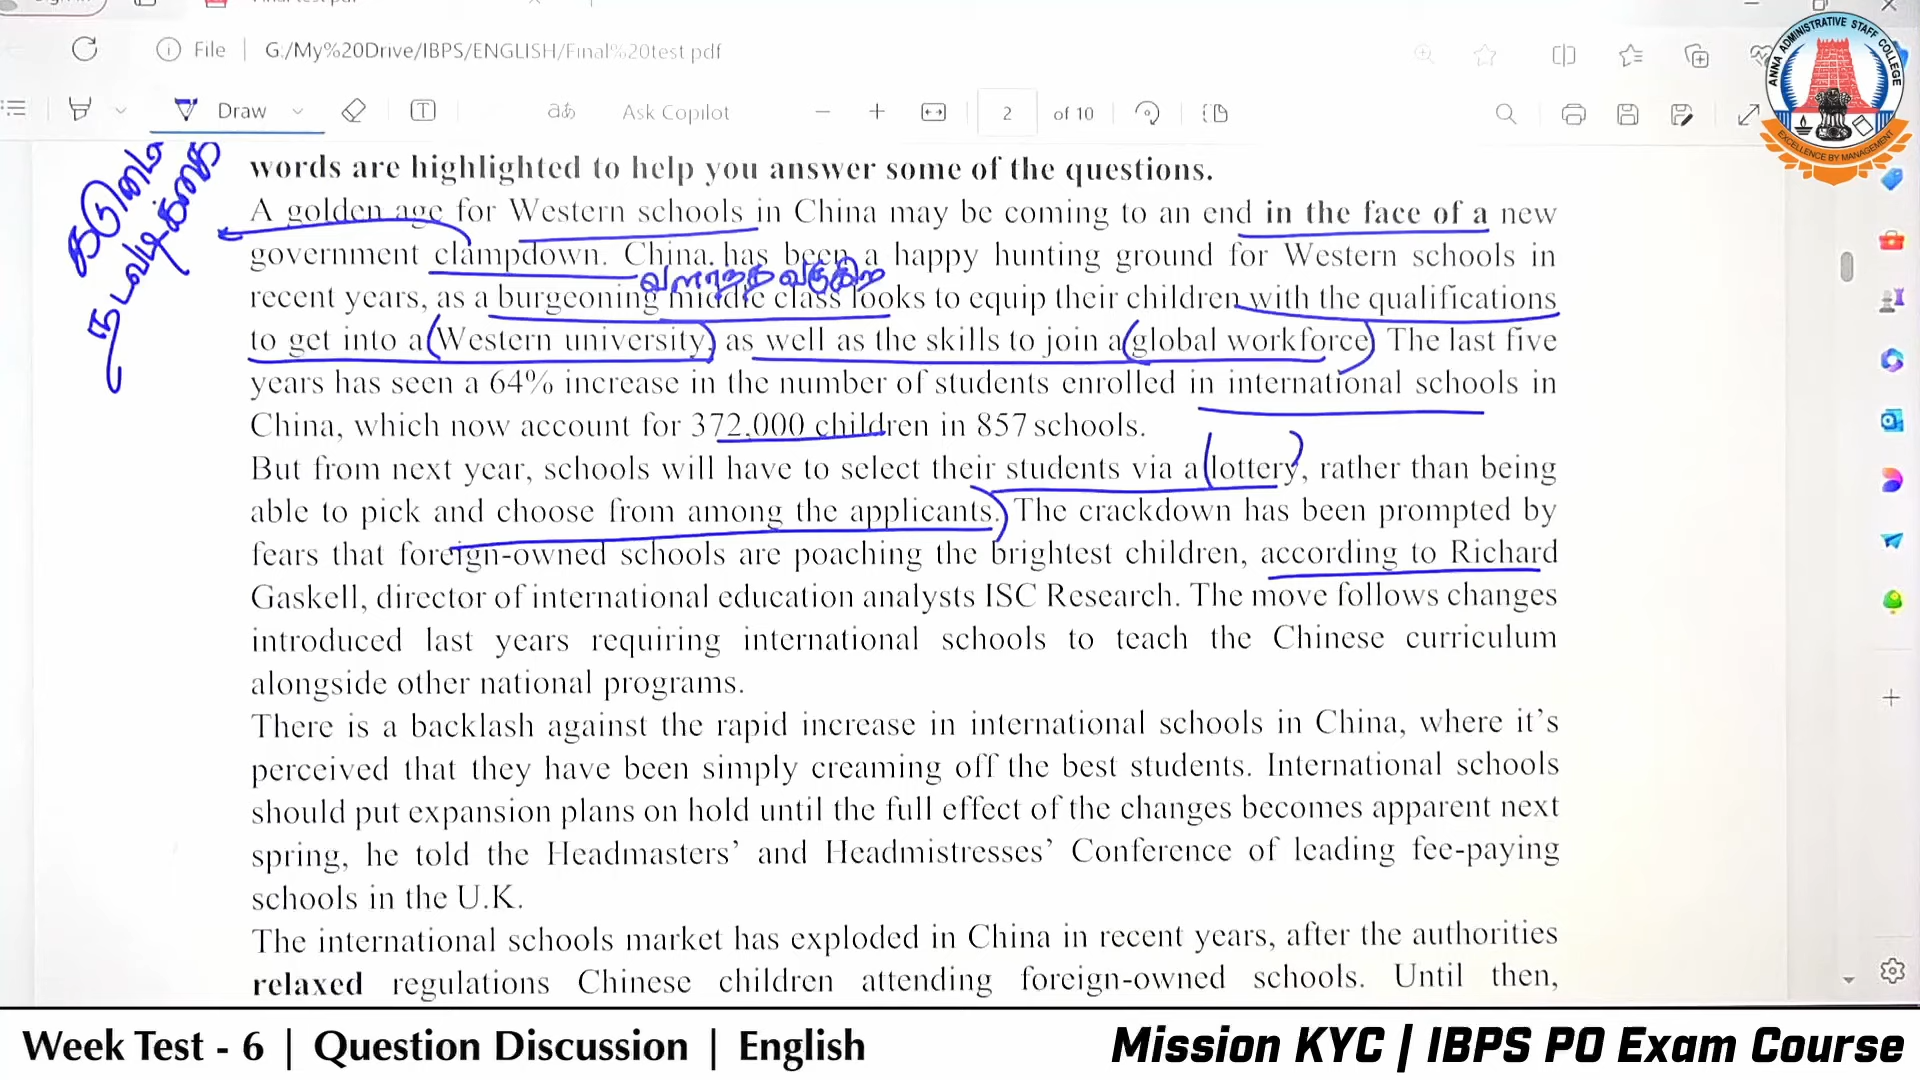 File G:/My%20Drive/IBPS/ENGLISH/Final%20test.pdf
Draw aあ Ask Copilot 2 of 10
ANNA ADMINISTRATIVE STAFF COLLEGE
EXCELLENCE BY MANAGEMENT
கடுமை
நடவடிக்கை
words are highlighted to help you answer some of the questions.
A golden age for Western schools in China may be coming to an end in the face of a new
government clampdown. China. has been a happy hunting ground for Western schools in
வளர்ந்து வருகிற
recent years, as a burgeoning middle class looks to equip their children with the qualifications
to get into a Western university, as well as the skills to join a global workforce. The last five
years has seen a 64% increase in the number of students enrolled in international schools in
China, which now account for 372,000 children in 857 schools.
But from next year, schools will have to select their students via a lottery, rather than being
able to pick and choose from among the applicants. The crackdown has been prompted by
fears that foreign-owned schools are poaching the brightest children, according to Richard
Gaskell, director of international education analysts ISC Research. The move follows changes
introduced last years requiring international schools to teach the Chinese curriculum
alongside other national programs.
There is a backlash against the rapid increase in international schools in China, where it's
perceived that they have been simply creaming off the best students. International schools
should put expansion plans on hold until the full effect of the changes becomes apparent next
spring, he told the Headmasters' and Headmistresses' Conference of leading fee-paying
schools in the U.K.
The international schools market has exploded in China in recent years, after the authorities
relaxed regulations Chinese children attending foreign-owned schools. Until then,
Week Test - 6 | Question Discussion | English
Mission KYC | IBPS PO Exam Course